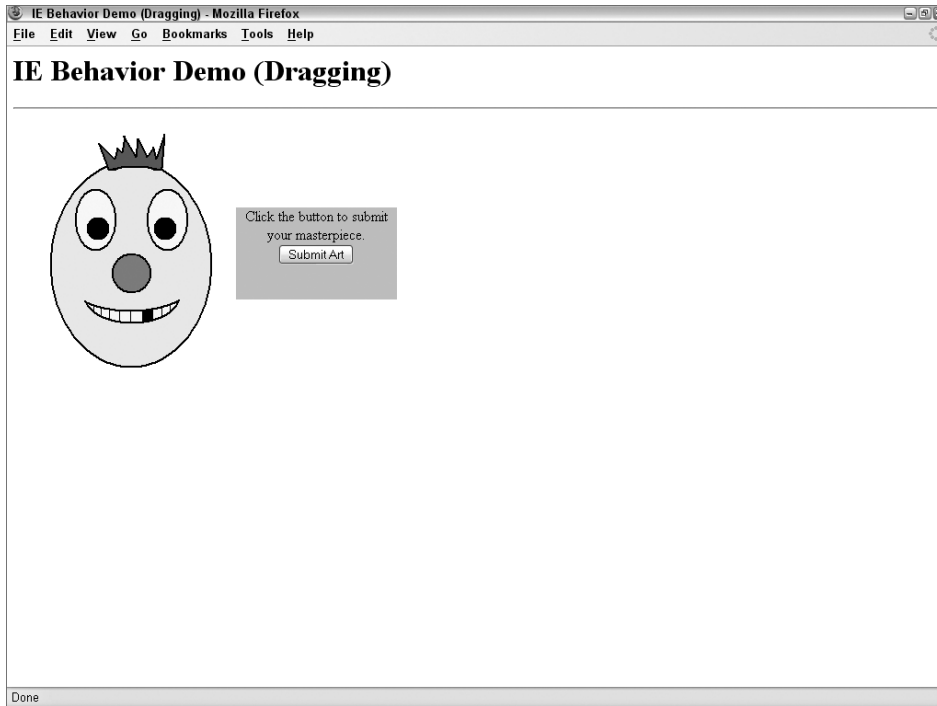 IE Behavior Demo (Dragging) - Mozilla Firefox
File Edit View Go Bookmarks Tools Help
IE Behavior Demo (Dragging)
Click the button to submit
your masterpiece.
Submit Art
Done